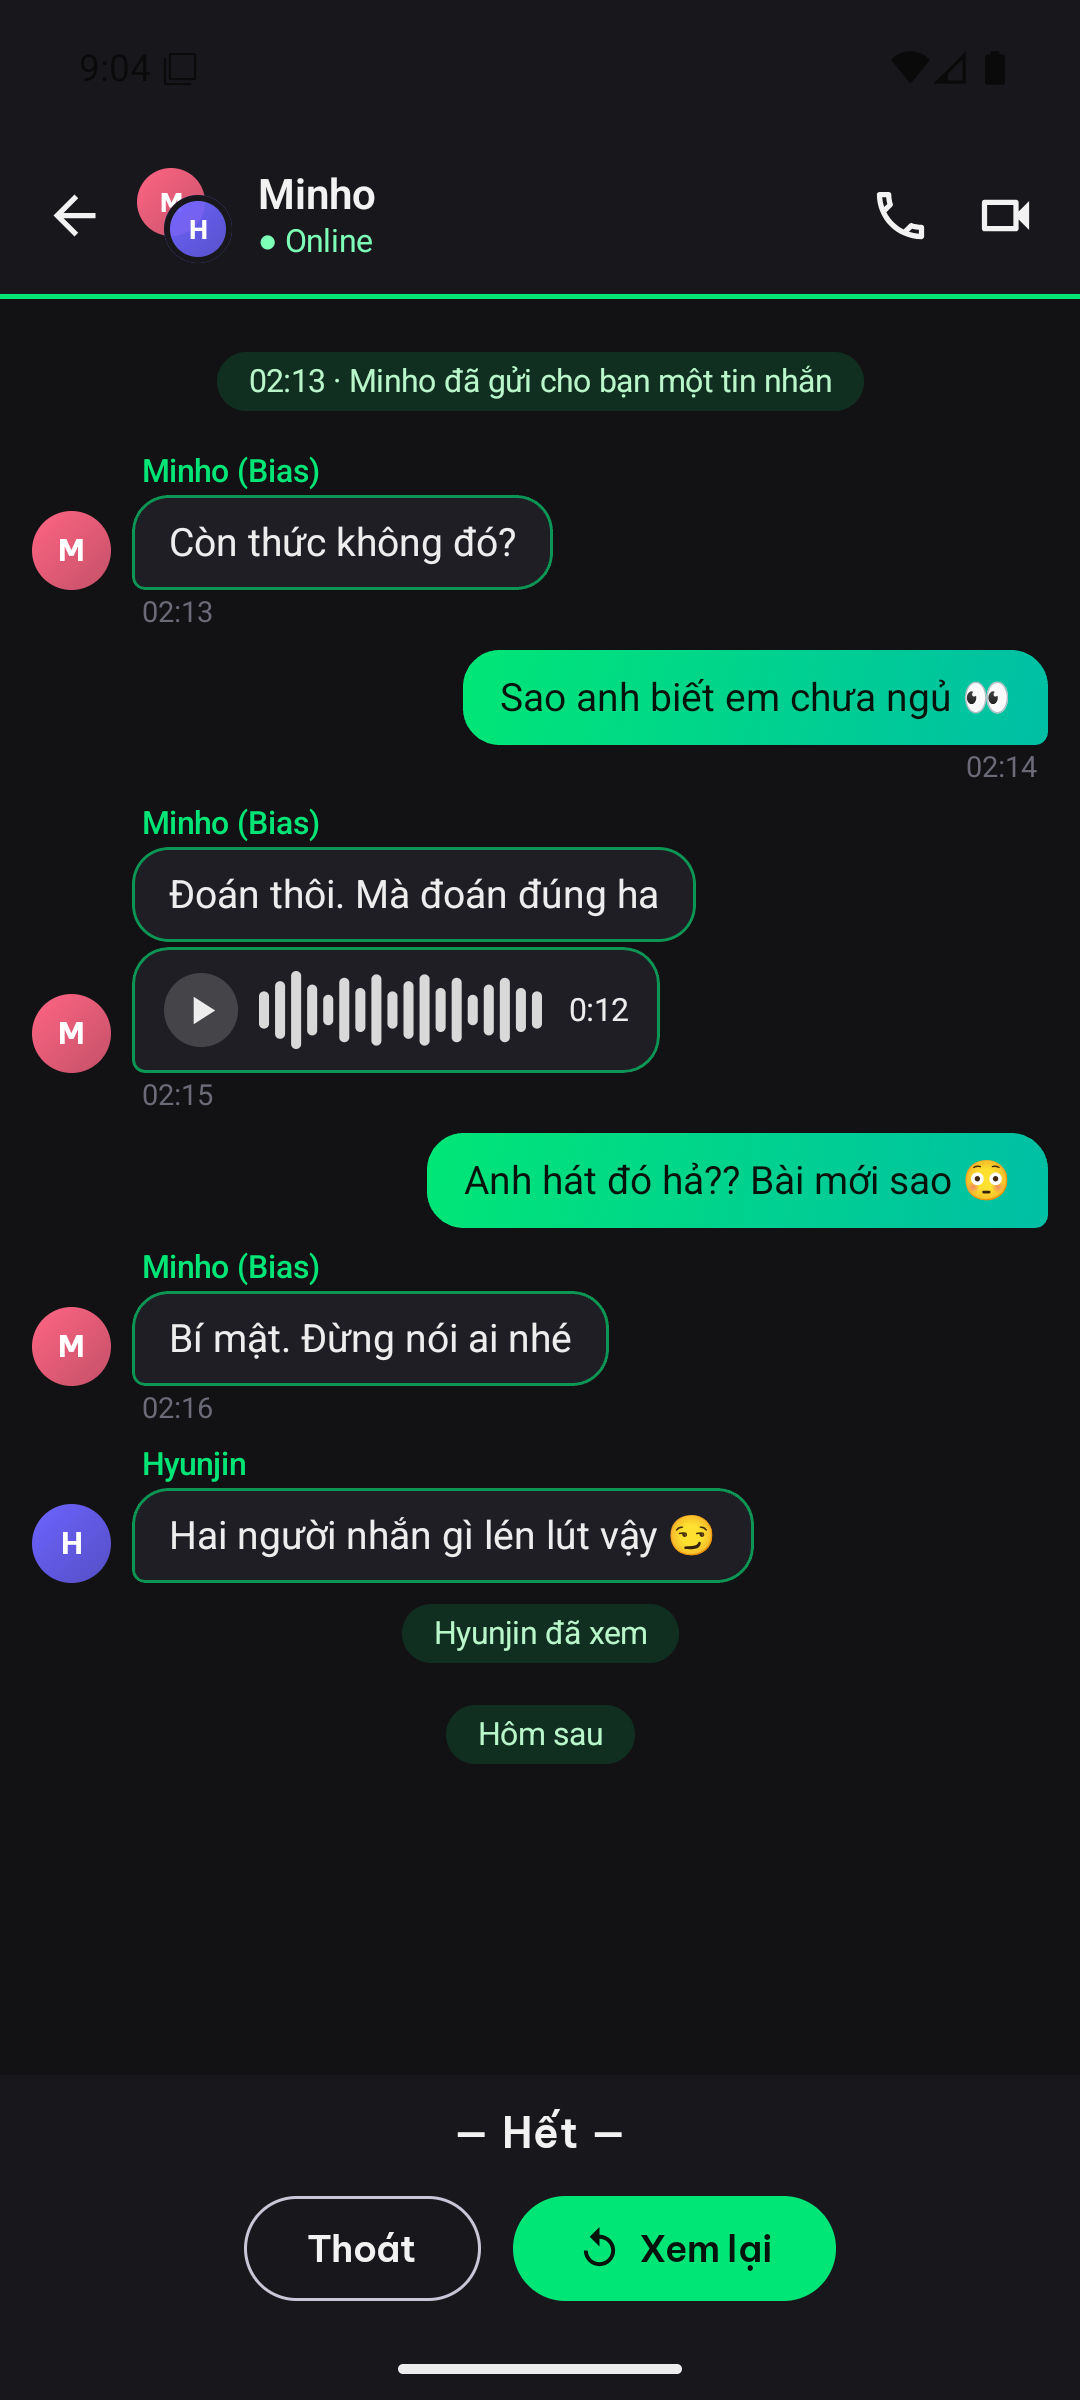 9:04
M
H
Minho
● Online
02:13 · Minho đã gửi cho bạn một tin nhắn
Minho (Bias)
M
Còn thức không đó?
02:13
Sao anh biết em chưa ngủ 👀
02:14
Minho (Bias)
Đoán thôi. Mà đoán đúng ha
M
0:12
02:15
Anh hát đó hả?? Bài mới sao 😳
Minho (Bias)
M
Bí mật. Đừng nói ai nhé
02:16
Hyunjin
H
Hai người nhắn gì lén lút vậy 😏
Hyunjin đã xem
Hôm sau
— Hết —
Thoát
Xem lại